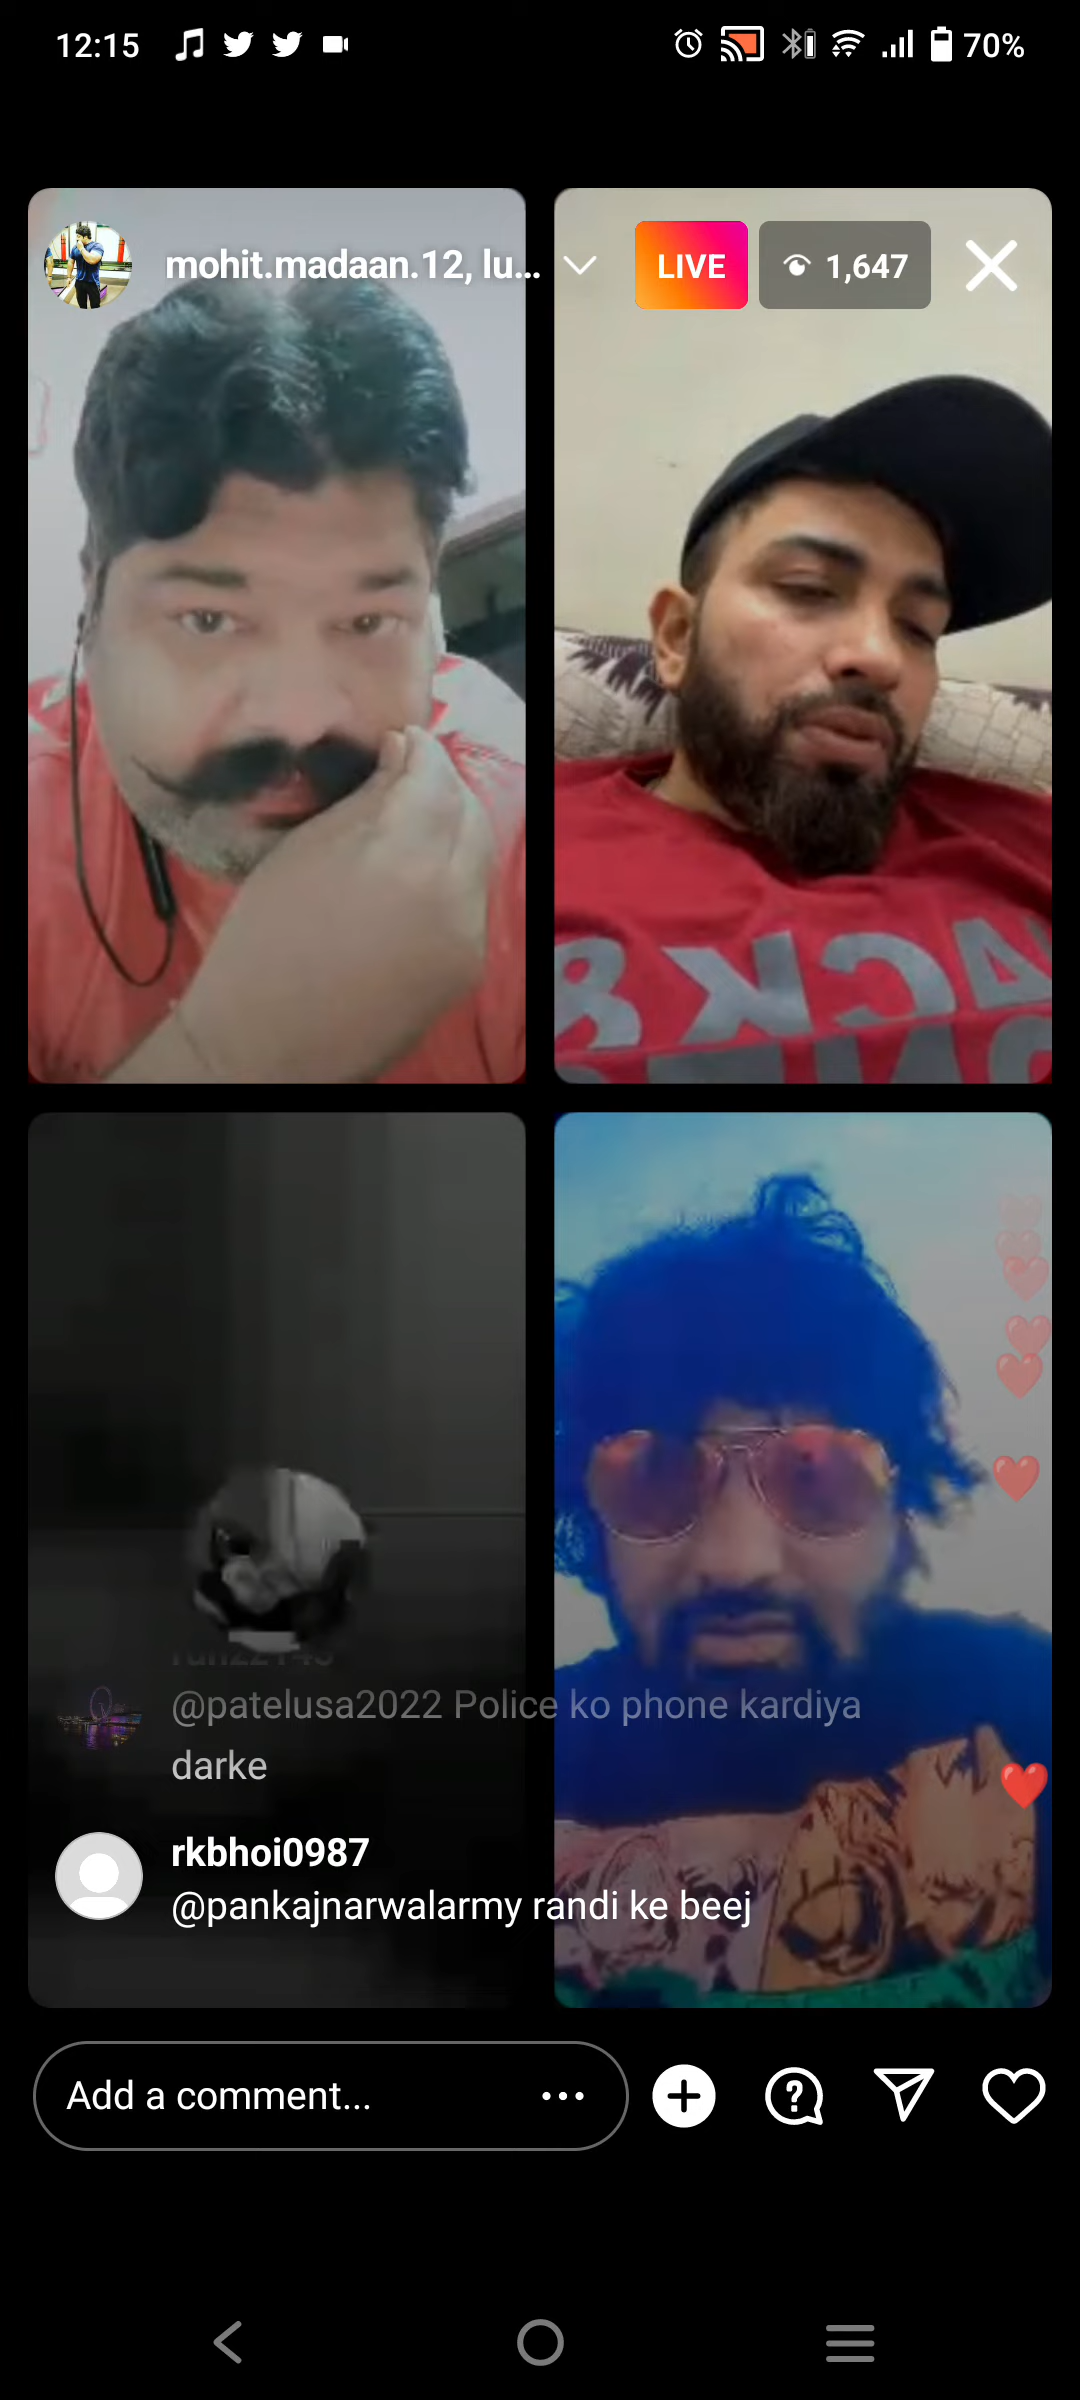 12:15 70%
mohit.madaan.12, lu... LIVE 1,647
ACK &
@patelusa2022 Police ko phone kardiya
darke
rkbhoi0987
@pankajnarwalarmy randi ke beej
Add a comment...